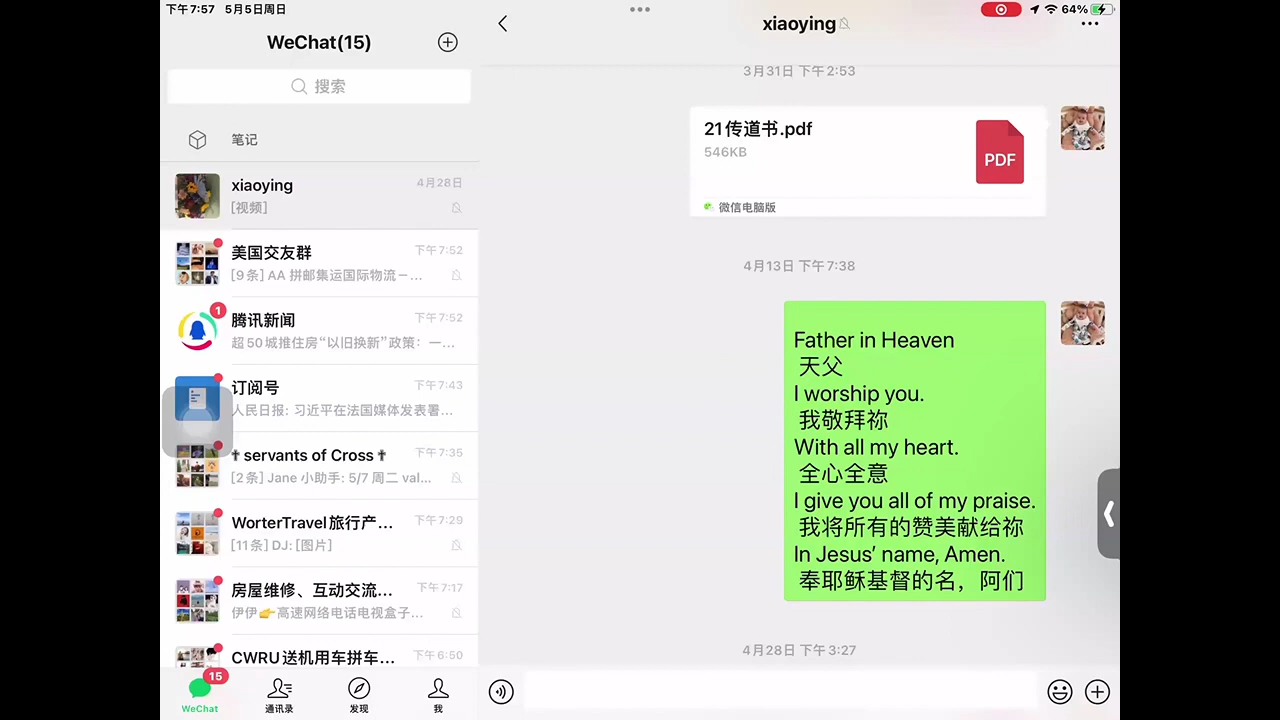 下午7:57 5月5日周日
64%
WeChat(15)
搜索
笔记
xiaoying 4月28日
[视频]
美国交友群 下午7:52
[9条] AA 拼邮集运国际物流－...
1
腾讯新闻 下午7:52
超50城推住房“以旧换新”政策：一...
订阅号 下午7:43
人民日报: 习近平在法国媒体发表署...
✟ servants of Cross ✟ 下午7:35
[2条] Jane 小助手: 5/7 周二 val...
WorterTravel旅行产... 下午7:29
[11条] DJ: [图片]
房屋维修、互动交流... 下午7:17
伊伊👉高速网络电话电视盒子...
CWRU送机用车拼车... 下午6:50
15
WeChat 通讯录 发现 我
xiaoying
3月31日 下午2:53
21传道书.pdf
546KB
PDF
微信电脑版
4月13日 下午7:38
Father in Heaven
天父
I worship you.
我敬拜祢
With all my heart.
全心全意
I give you all of my praise.
我将所有的赞美献给祢
In Jesus’ name, Amen.
奉耶稣基督的名，阿们
4月28日 下午3:27